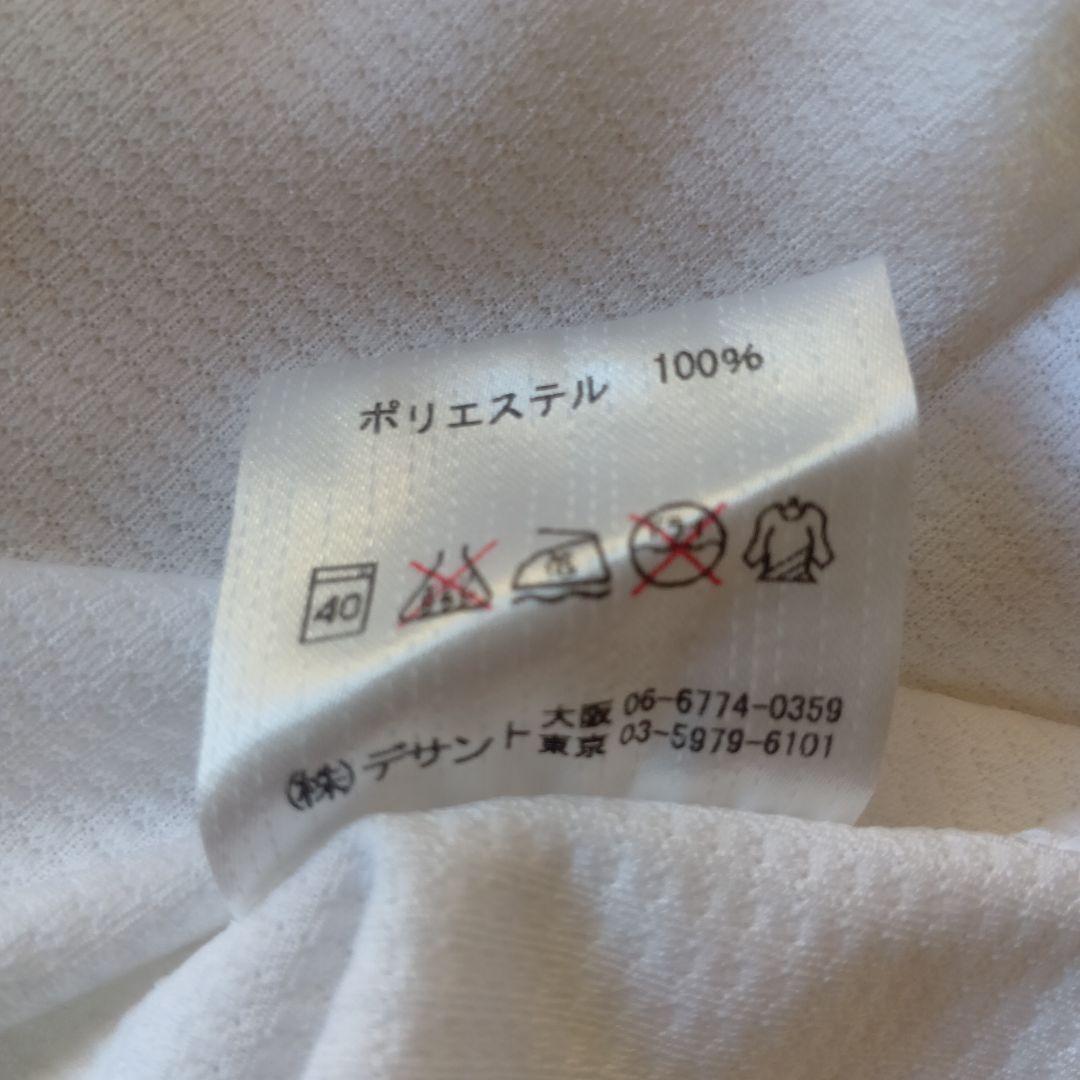 ポリエステル 100%
40
(株)デサント 大阪 06-6774-0359
東京 03-5979-6101